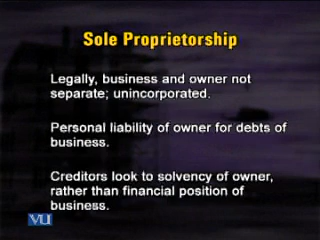 Sole Proprietorship
Legally, business and owner not
separate; unincorporated.
Personal liability of owner for debts of
business.
Creditors look to solvency of owner,
rather than financial position of
business.
VU